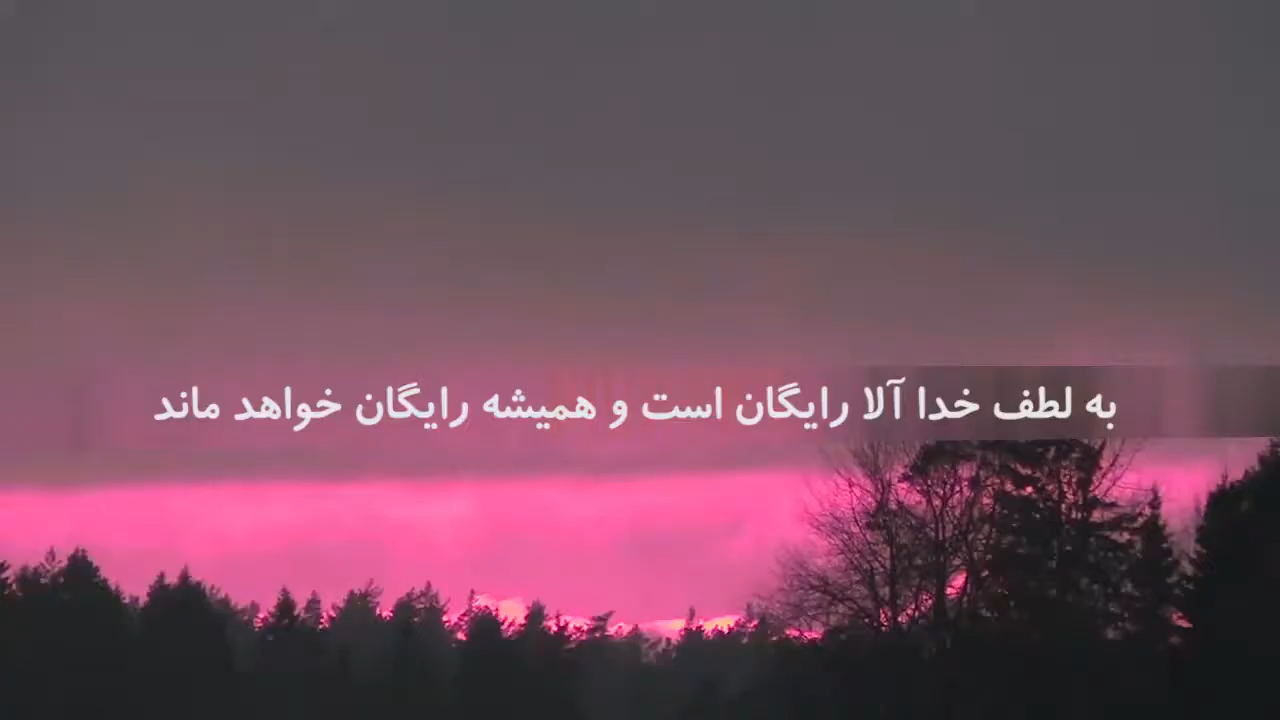 به لطف خدا آلا رایگان است و همیشه رایگان خواهد ماند